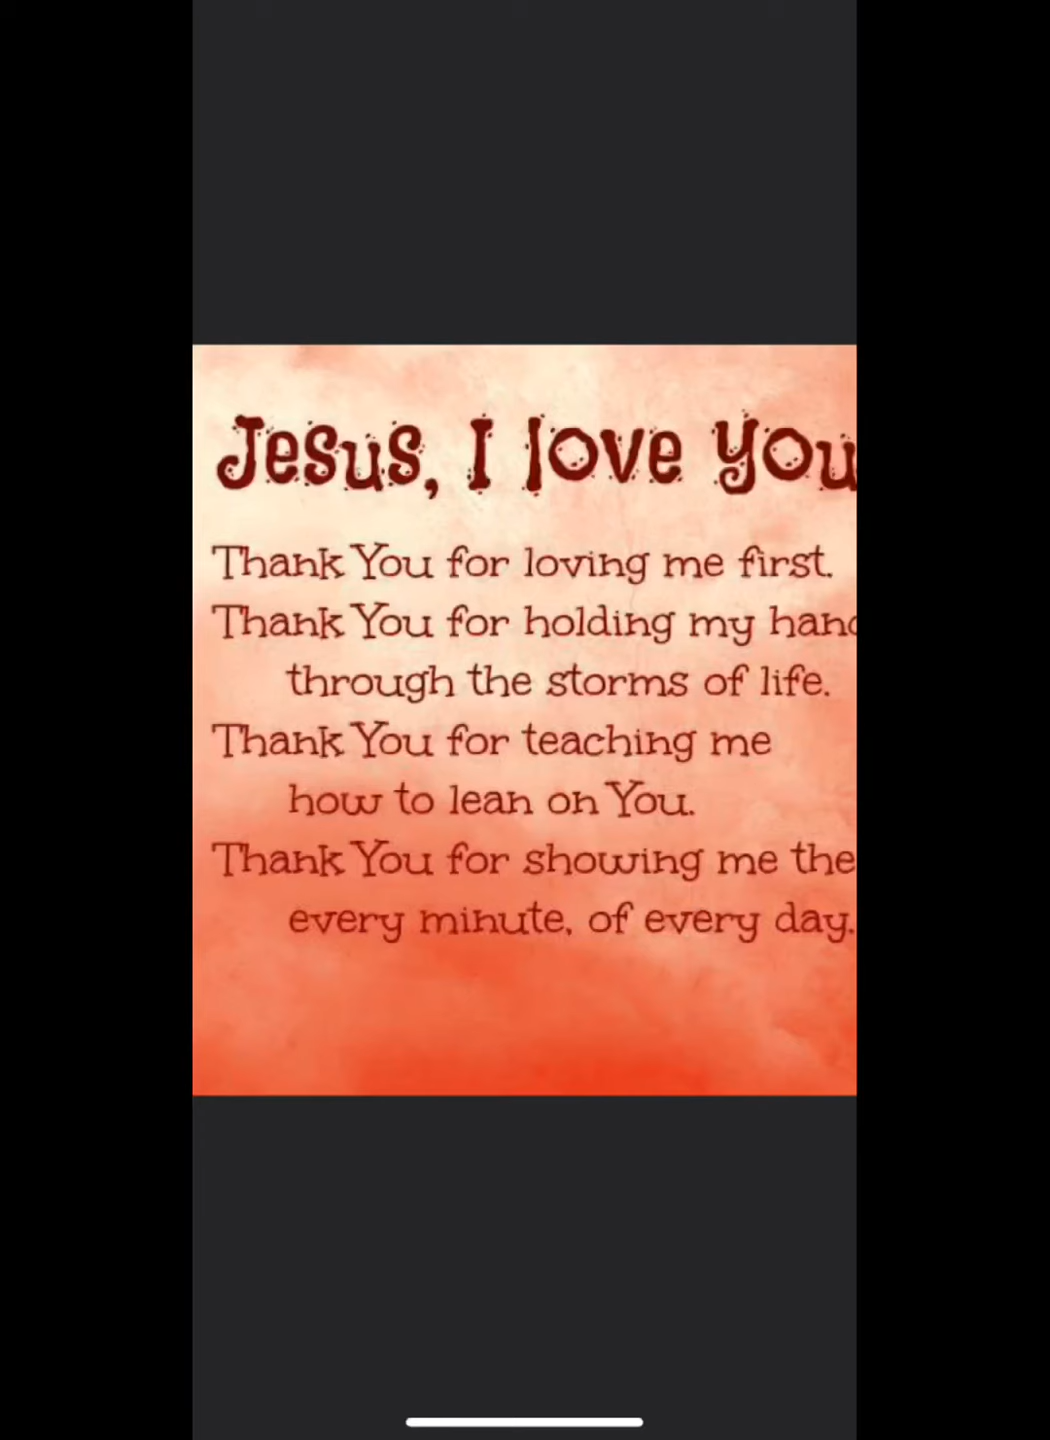 Jesus, I love you
Thank You for loving me first.
Thank You for holding my hand
through the storms of life.
Thank You for teaching me
how to lean on You.
Thank You for showing me the
every minute, of every day.